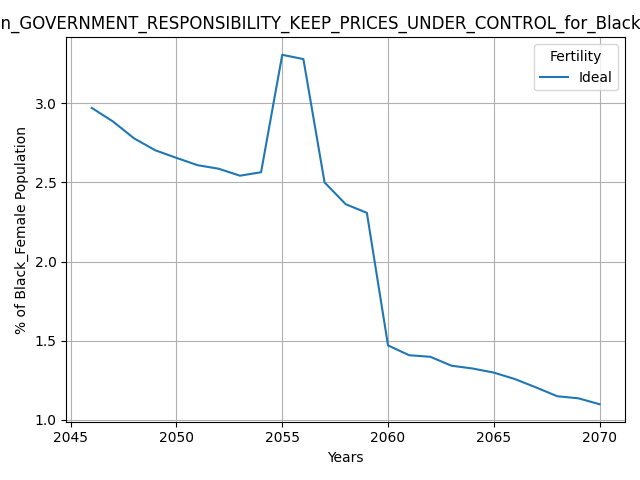 n_GOVERNMENT_RESPONSIBILITY_KEEP_PRICES_UNDER_CONTROL_for_Black
Fertility
Ideal
% of Black_Female Population
3.0
2.5
2.0
1.5
1.0
2045 2050 2055 2060 2065 2070
Years